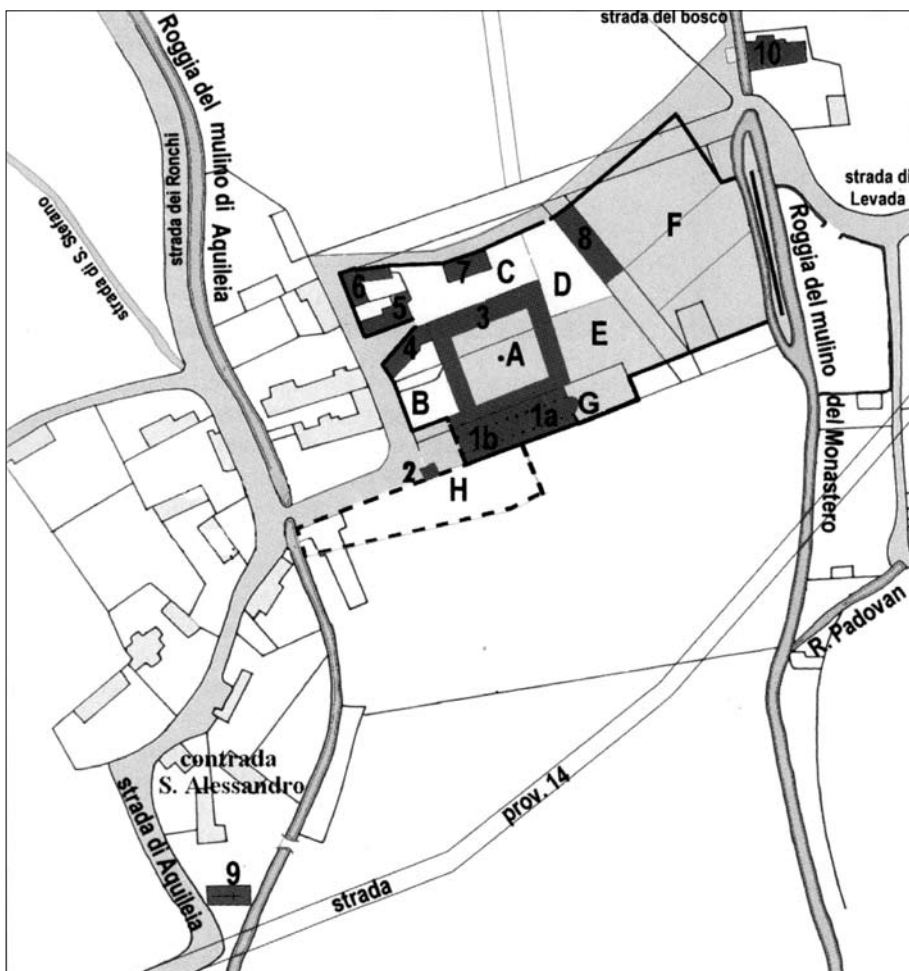 strada del bosco
10
Roggia del mulino di Aquileia
strada dei Ronchi
strada di S. Stefano
strada di
Levada
Roggia del mulino del Monastero
8
F
6
7
C
5
D
3
4
A
E
B
1a
G
1b
2
H
R. Padovan
contrada
S. Alessandro
prov. 14
strada di Aquileia
9
strada